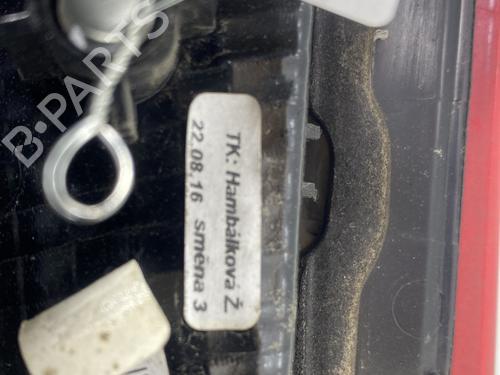 TK: Hambálková Ž
22.08.16 směna 3
B-PARTS